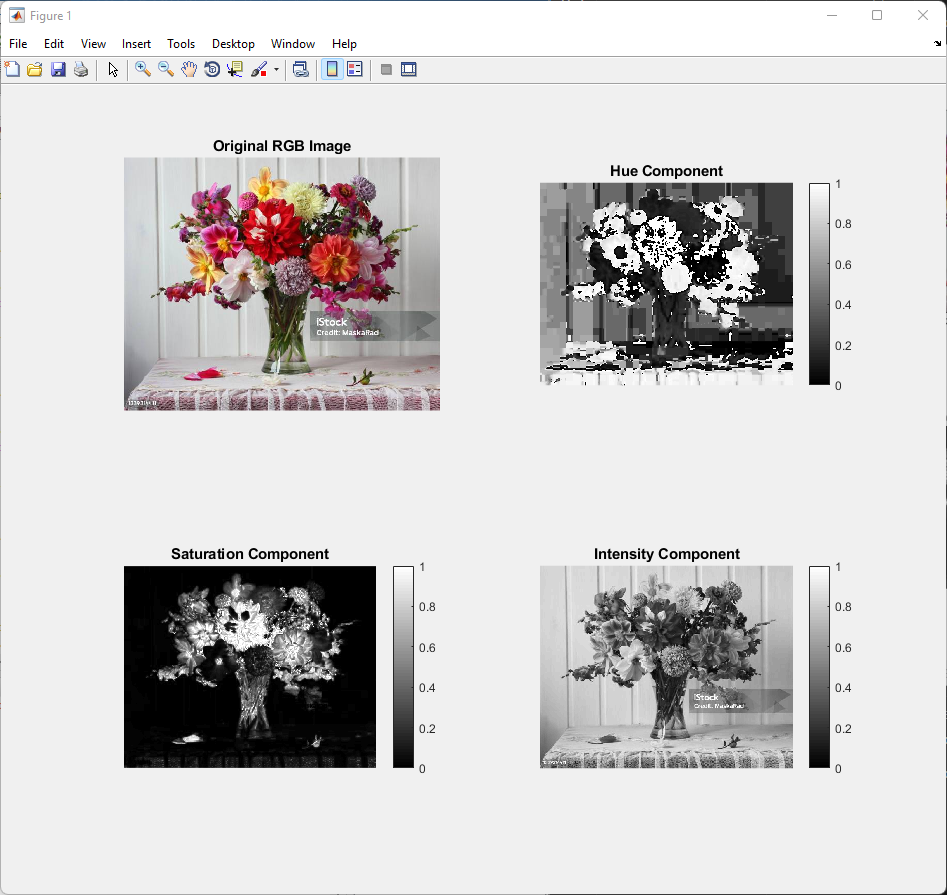 Figure 1
File Edit View Insert Tools Desktop Window Help
Original RGB Image
iStock
Credit: MaskaRad
Hue Component
1
0.8
0.6
0.4
0.2
0
Saturation Component
1
0.8
0.6
0.4
0.2
0
Intensity Component
iStock
Credit: MaskaRad
1
0.8
0.6
0.4
0.2
0